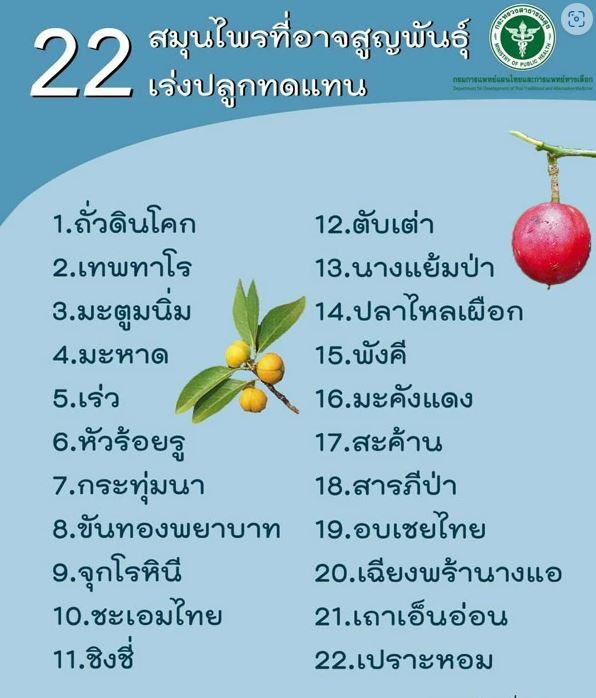 22
สมุนไพรที่อาจสูญพันธุ์
เร่งปลูกทดแทน
กระทรวงสาธารณสุข
MINISTRY OF PUBLIC HEALTH
กรมการแพทย์แผนไทยและการแพทย์ทางเลือก
Department for Development of Thai Traditional and Alternative Medicine
1.ถั่วดินโคก
2.เทพทาโร
3.มะตูมนิ่ม
4.มะหาด
5.เร่ว
6.หัวร้อยรู
7.กระทุ่มนา
8.ขันทองพยาบาท
9.จุกโรหินี
10.ชะเอมไทย
11.ชิงชี่
12.ตับเต่า
13.นางแย้มป่า
14.ปลาไหลเผือก
15.พังคี
16.มะคังแดง
17.สะค้าน
18.สารภีป่า
19.อบเชยไทย
20.เฉียงพร้านางแอ
21.เถาเอ็นอ่อน
22.เปราะหอม